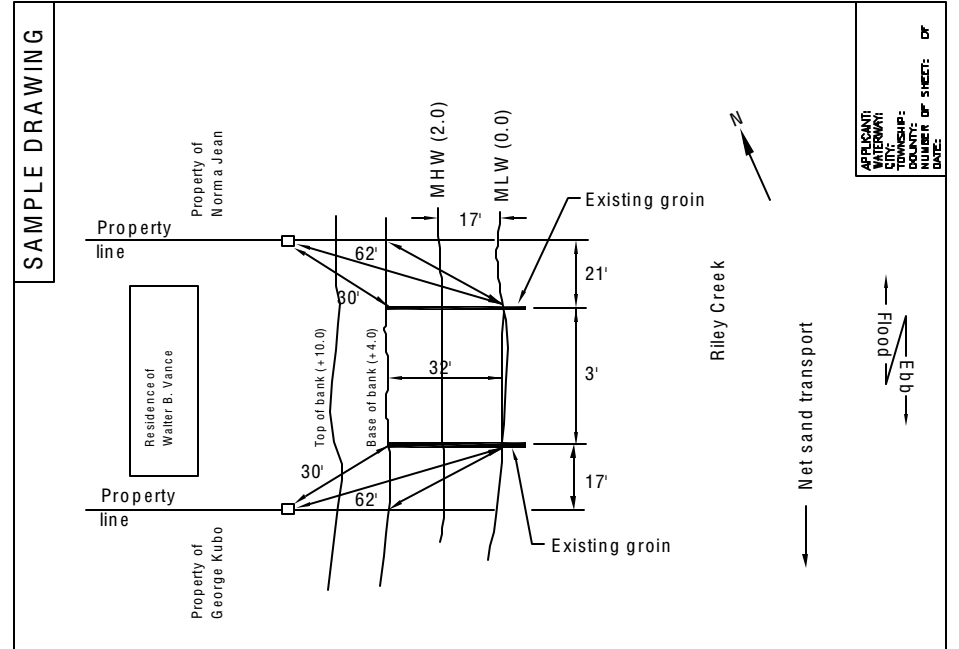 SAMPLE DRAWING
Property of
Norma Jean
Property
line
MHW (2.0)
MLW (0.0)
17'
Existing groin
N
APPLICANT:
WATERWAY:
CITY:
TOWNSHIP:
COUNTY:
NUMBER OF SHEET: OF
DATE:
62'
21'
30'
Residence of
Walter B. Vance
Top of bank (+10.0)
Base of bank (+4.0)
32'
3'
Riley Creek
Net sand transport
Flood
Ebb
30'
62'
17'
Property
line
Existing groin
Property of
George Kubo